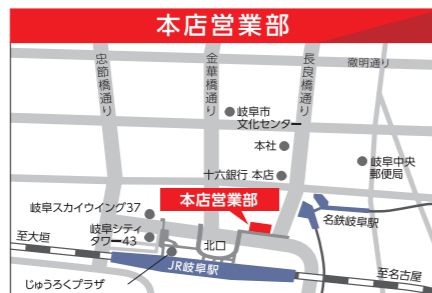 本店営業部
忠節橋通り
金華橋通り
長良橋通り
徹明通り
岐阜市
文化センター
本社
十六銀行 本店
岐阜中央
郵便局
本店営業部
岐阜スカイウイング37
名鉄岐阜駅
岐阜シティ
タワー43
北口
至大垣
JR岐阜駅
至名古屋
じゅうろくプラザ